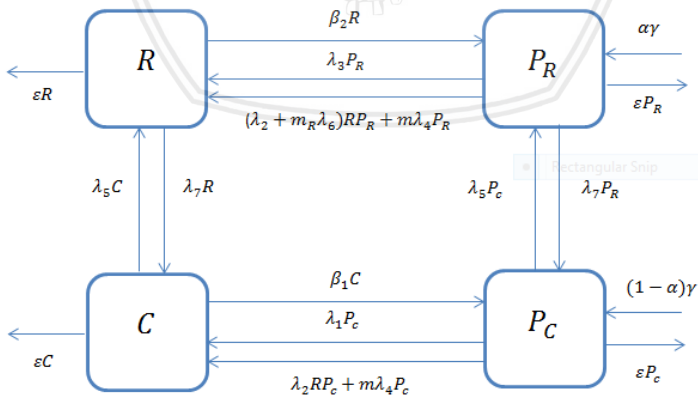 β₂R
αγ
R
λ₃P_R
P_R
εR
(λ₂ + m_Rλ₆)RP_R + mλ₄P_R
εP_R
Rectangular Snip
λ₅C
λ₇R
λ₅P_c
λ₇P_R
β₁C
(1 − α)γ
C
λ₁P_c
P_C
εC
λ₂RP_c + mλ₄P_c
εP_c